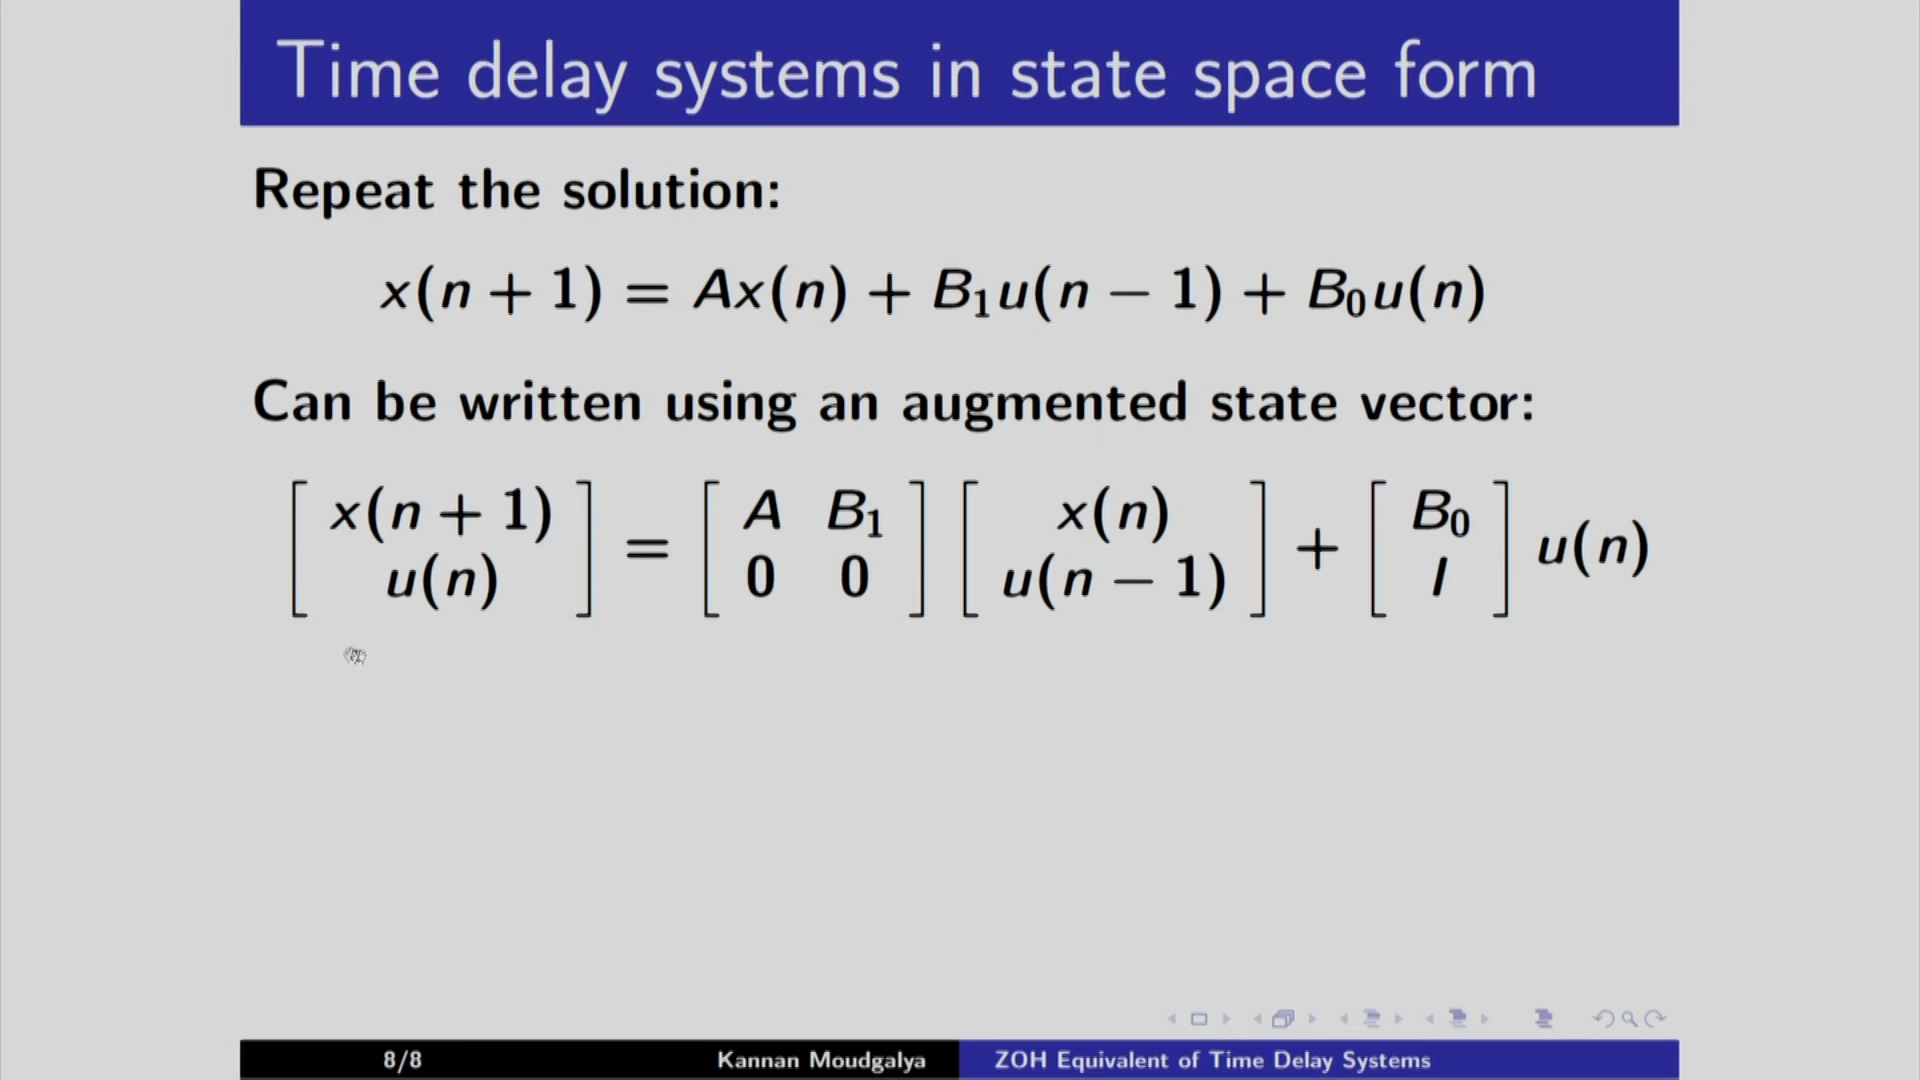 Time delay systems in state space form
Repeat the solution:
x(n + 1) = Ax(n) + B₁u(n − 1) + B₀u(n)
Can be written using an augmented state vector:
[ x(n + 1) ] = [ A B₁ ] [ x(n) ] + [ B₀ ] u(n)
[ u(n) ] [ 0 0 ] [ u(n − 1) ] [ I ]
8/8 Kannan Moudgalya ZOH Equivalent of Time Delay Systems